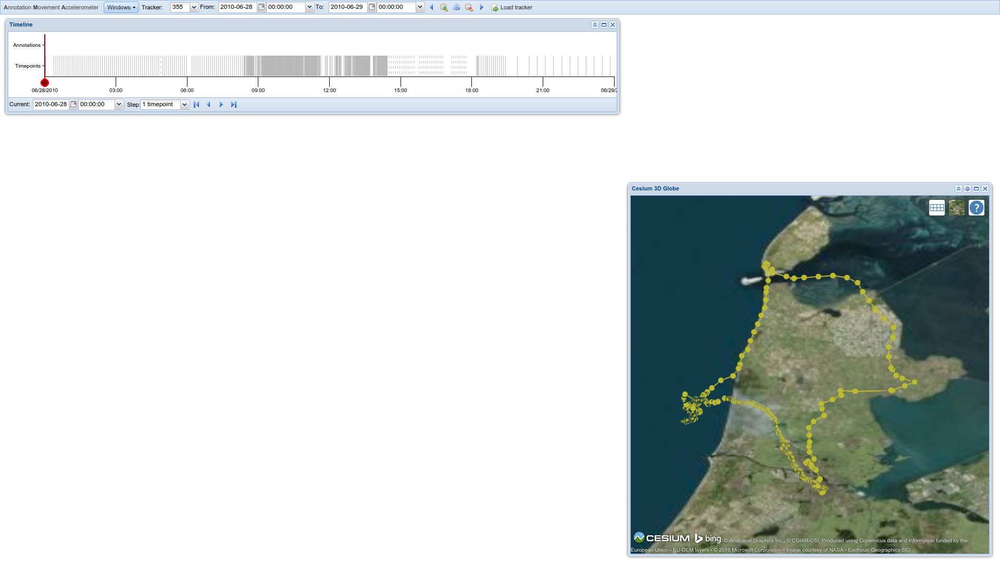 Annotation Movement Accelerometer Windows Tracker: 355 From: 2010-06-28 00:00:00 To: 2010-06-29 00:00:00 Load tracker
Timeline
Annotations
Timepoints
06/28/2010 03:00 06:00 09:00 12:00 15:00 18:00 21:00 06/29/2
Current: 2010-06-28 00:00:00 Step: 1 timepoint
Cesium 3D Globe
?
CESIUM bing © Analytical Graphics Inc., © CGIAR-CSI, Produced using Copernicus data and information funded by the
European Union - EU-DEM layers • © 2016 Microsoft Corporation • Image courtesy of NASA • Earthstar Geographics SIO